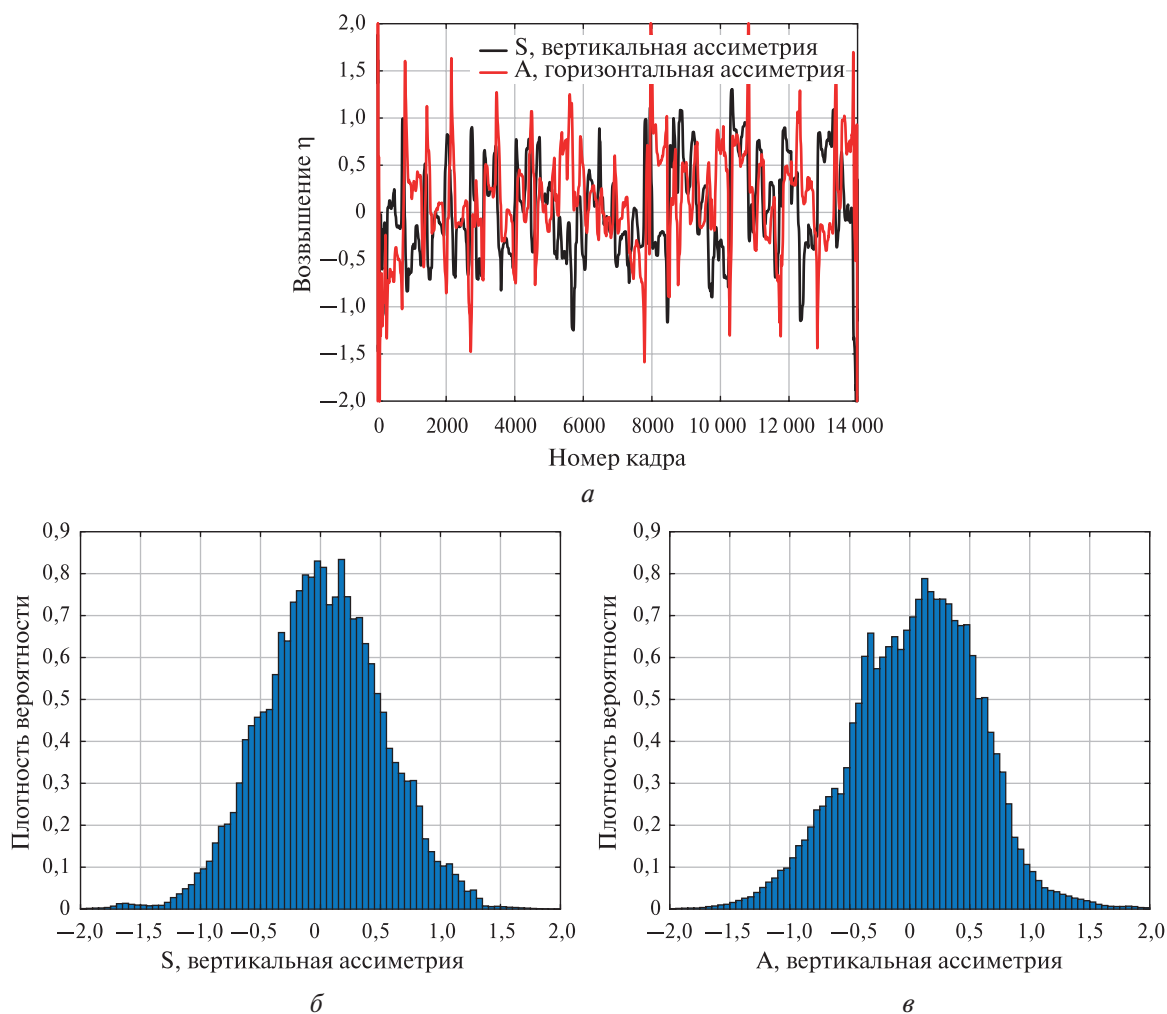 2,0
1,5
1,0
0,5
0
−0,5
−1,0
−1,5
−2,0
Возвышение η
S, вертикальная ассиметрия
A, горизонтальная ассиметрия
0 2000 4000 6000 8000 10 000 12 000 14 000
Номер кадра
а
0,9
0,8
0,7
0,6
0,5
0,4
0,3
0,2
0,1
0
Плотность вероятности
−2,0 −1,5 −1,0 −0,5 0 0,5 1,0 1,5 2,0
S, вертикальная ассиметрия
б
0,9
0,8
0,7
0,6
0,5
0,4
0,3
0,2
0,1
0
Плотность вероятности
−2,0 −1,5 −1,0 −0,5 0 0,5 1,0 1,5 2,0
A, вертикальная ассиметрия
в